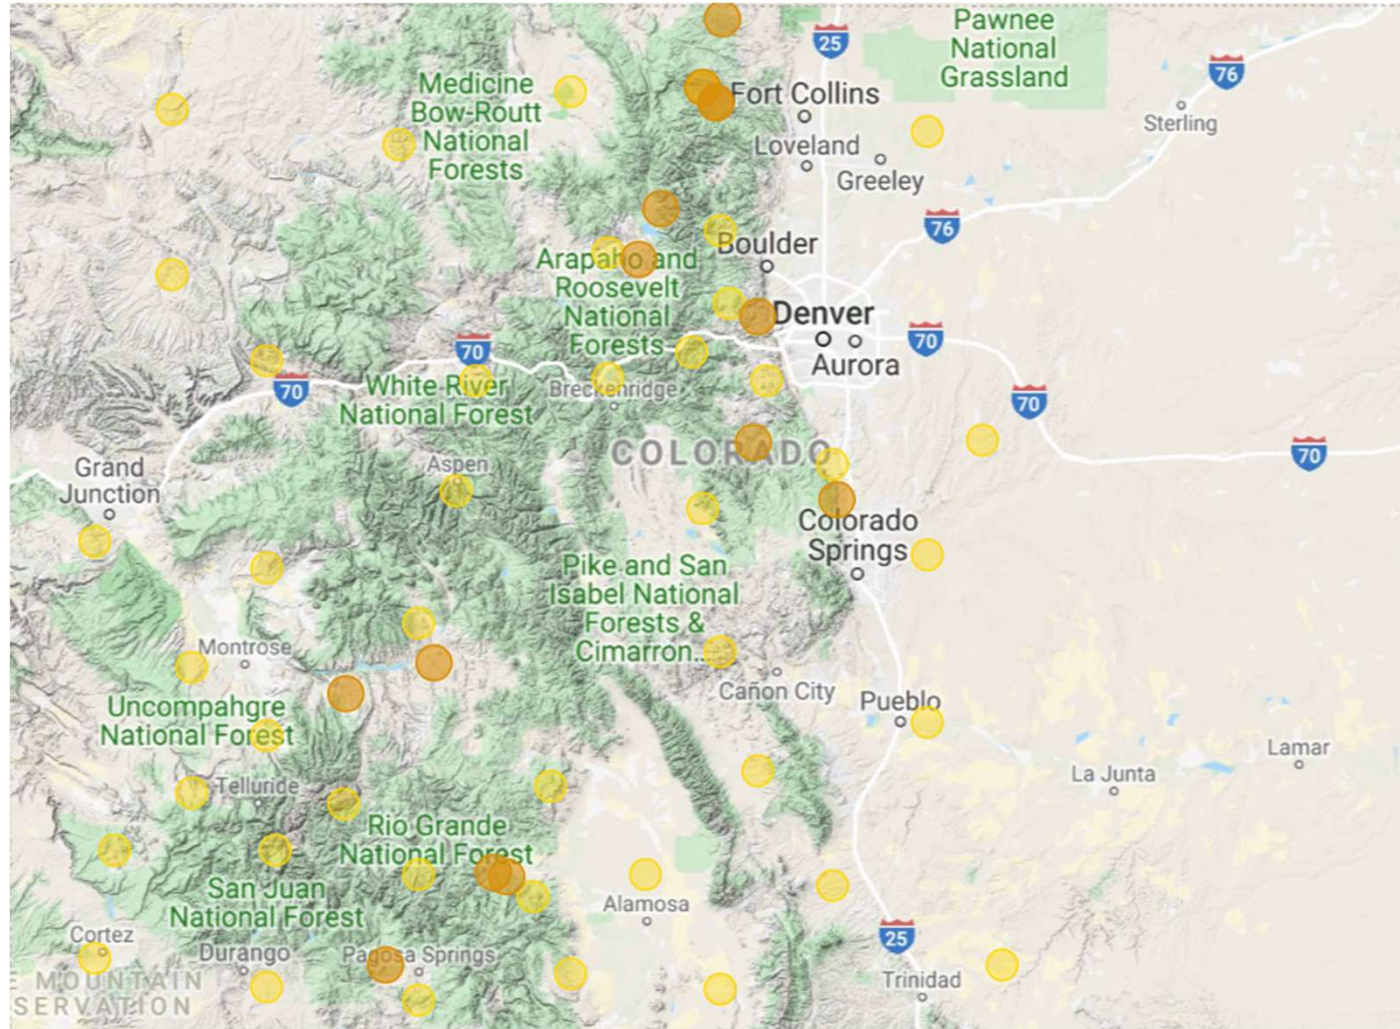 25
Pawnee
National
Grassland
76
Medicine
Bow-Routt
National
Forests
Fort Collins
Sterling
Loveland
Greeley
76
Boulder
Arapaho and
Roosevelt
National
Forests
Denver
70
Aurora
70
70
White River
National Forest
Breckenridge
70
COLORADO
70
Grand
Junction
Aspen
Colorado
Springs
Pike and San
Isabel National
Forests &
Cimarron...
Montrose
Cañon City
Pueblo
Uncompahgre
National Forest
Telluride
Lamar
La Junta
Rio Grande
National Forest
San Juan
National Forest
Alamosa
Cortez
Durango
Pagosa Springs
25
Trinidad
E MOUNTAIN
SERVATION